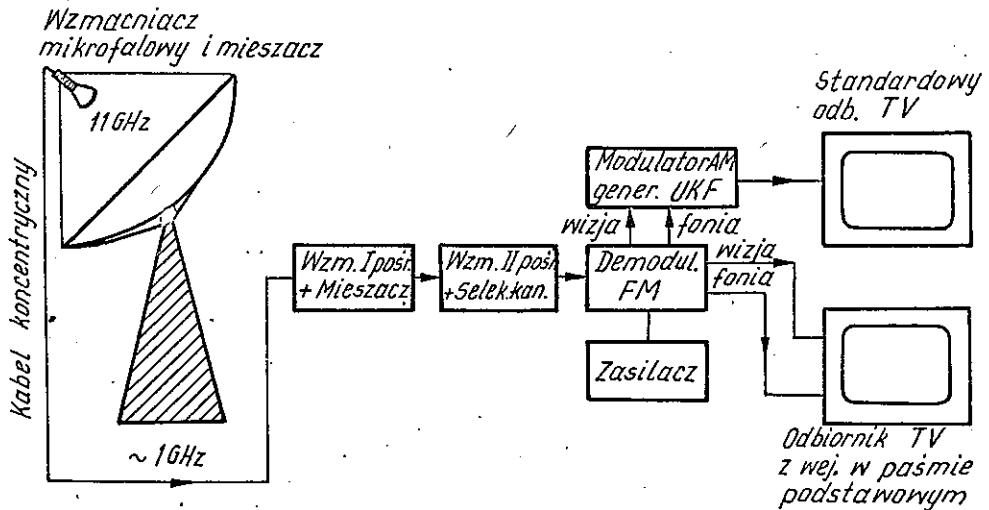 Wzmacniacz
mikrofalowy i mieszacz
11 GHz
Kabel koncentryczny
~ 1 GHz
Wzm. I pośr.
+ Mieszacz
Wzm. II pośr.
+Selek.kan.
Demodul.
FM
Zasilacz
wizja
fonia
Modulator AM
gener. UKF
wizja
fonia
Standardowy
odb. TV
Odbiornik TV
z wej. w paśmie
podstawowym